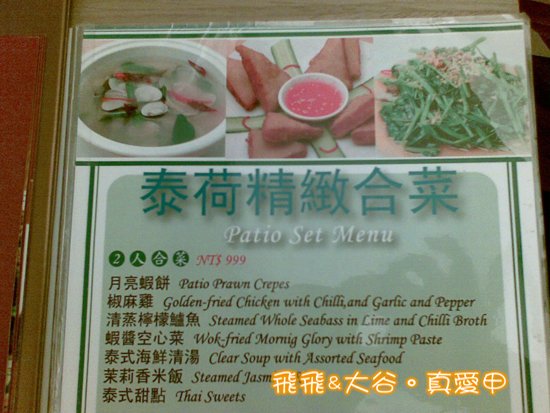 泰荷精緻合菜
Patio Set Menu
2人合菜 NT$ 999
月亮蝦餅 Patio Prawn Crepes
椒麻雞 Golden-fried Chicken with Chilli,and Garlic and Pepper
清蒸檸檬鱸魚 Steamed Whole Seabass in Lime and Chilli Broth
蝦醬空心菜 Wok-fried Mornig Glory with Shrimp Paste
泰式海鮮清湯 Clear Soup with Assorted Seafood
茉莉香米飯 Steamed Jasm
泰式甜點 Thai Sweets
飛飛&大谷。真愛甲